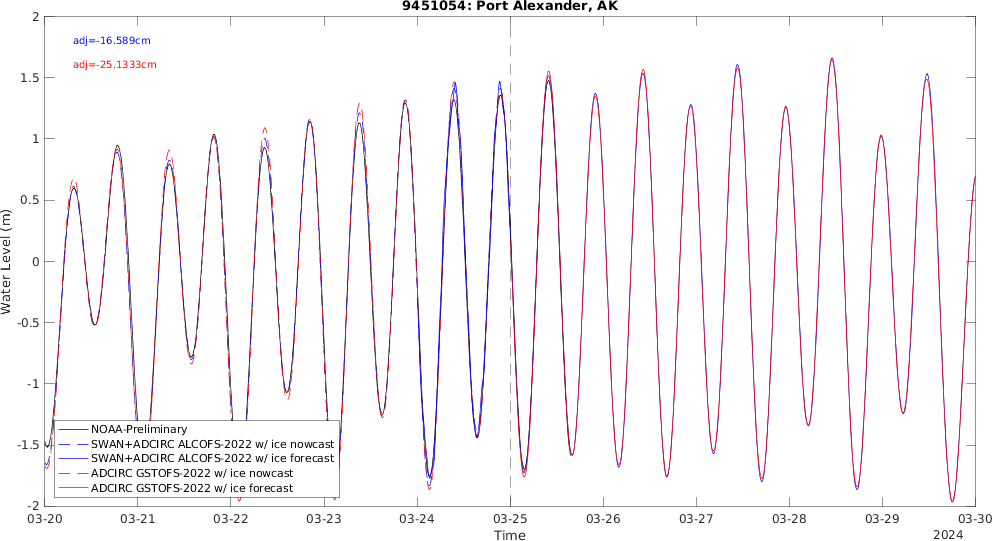 9451054: Port Alexander, AK
2
adj=-16.589cm
adj=-25.1333cm
1.5
1
0.5
0
-0.5
-1
-1.5
-2
Water Level (m)
NOAA-Preliminary
SWAN+ADCIRC ALCOFS-2022 w/ ice nowcast
SWAN+ADCIRC ALCOFS-2022 w/ ice forecast
ADCIRC GSTOFS-2022 w/ ice nowcast
ADCIRC GSTOFS-2022 w/ ice forecast
03-20 03-21 03-22 03-23 03-24 03-25 03-26 03-27 03-28 03-29 03-30
Time
2024